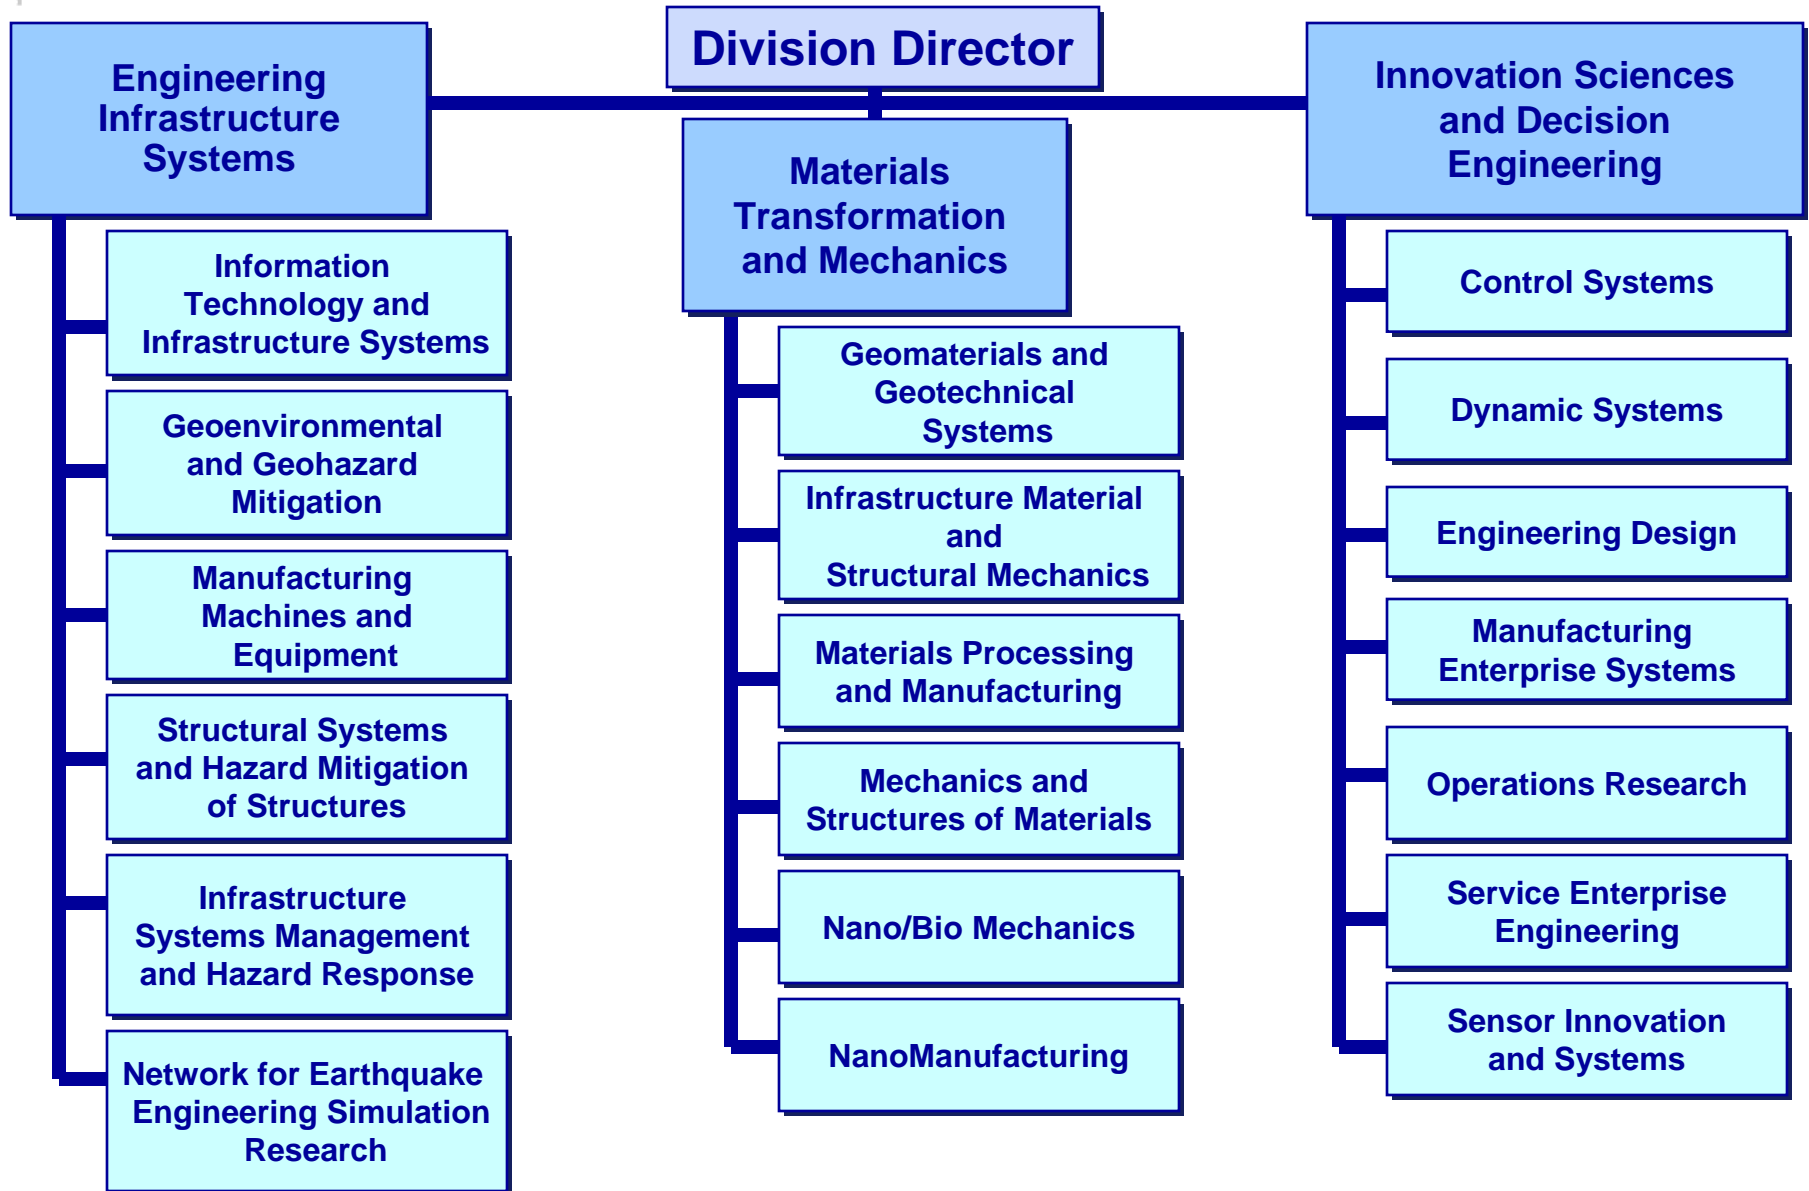 Division Director
Engineering
Infrastructure
Systems
Information
Technology and
Infrastructure Systems
Geoenvironmental
and Geohazard
Mitigation
Manufacturing
Machines and
Equipment
Structural Systems
and Hazard Mitigation
of Structures
Infrastructure
Systems Management
and Hazard Response
Network for Earthquake
Engineering Simulation
Research
Materials
Transformation
and Mechanics
Geomaterials and
Geotechnical
Systems
Infrastructure Material
and
Structural Mechanics
Materials Processing
and Manufacturing
Mechanics and
Structures of Materials
Nano/Bio Mechanics
NanoManufacturing
Innovation Sciences
and Decision
Engineering
Control Systems
Dynamic Systems
Engineering Design
Manufacturing
Enterprise Systems
Operations Research
Service Enterprise
Engineering
Sensor Innovation
and Systems